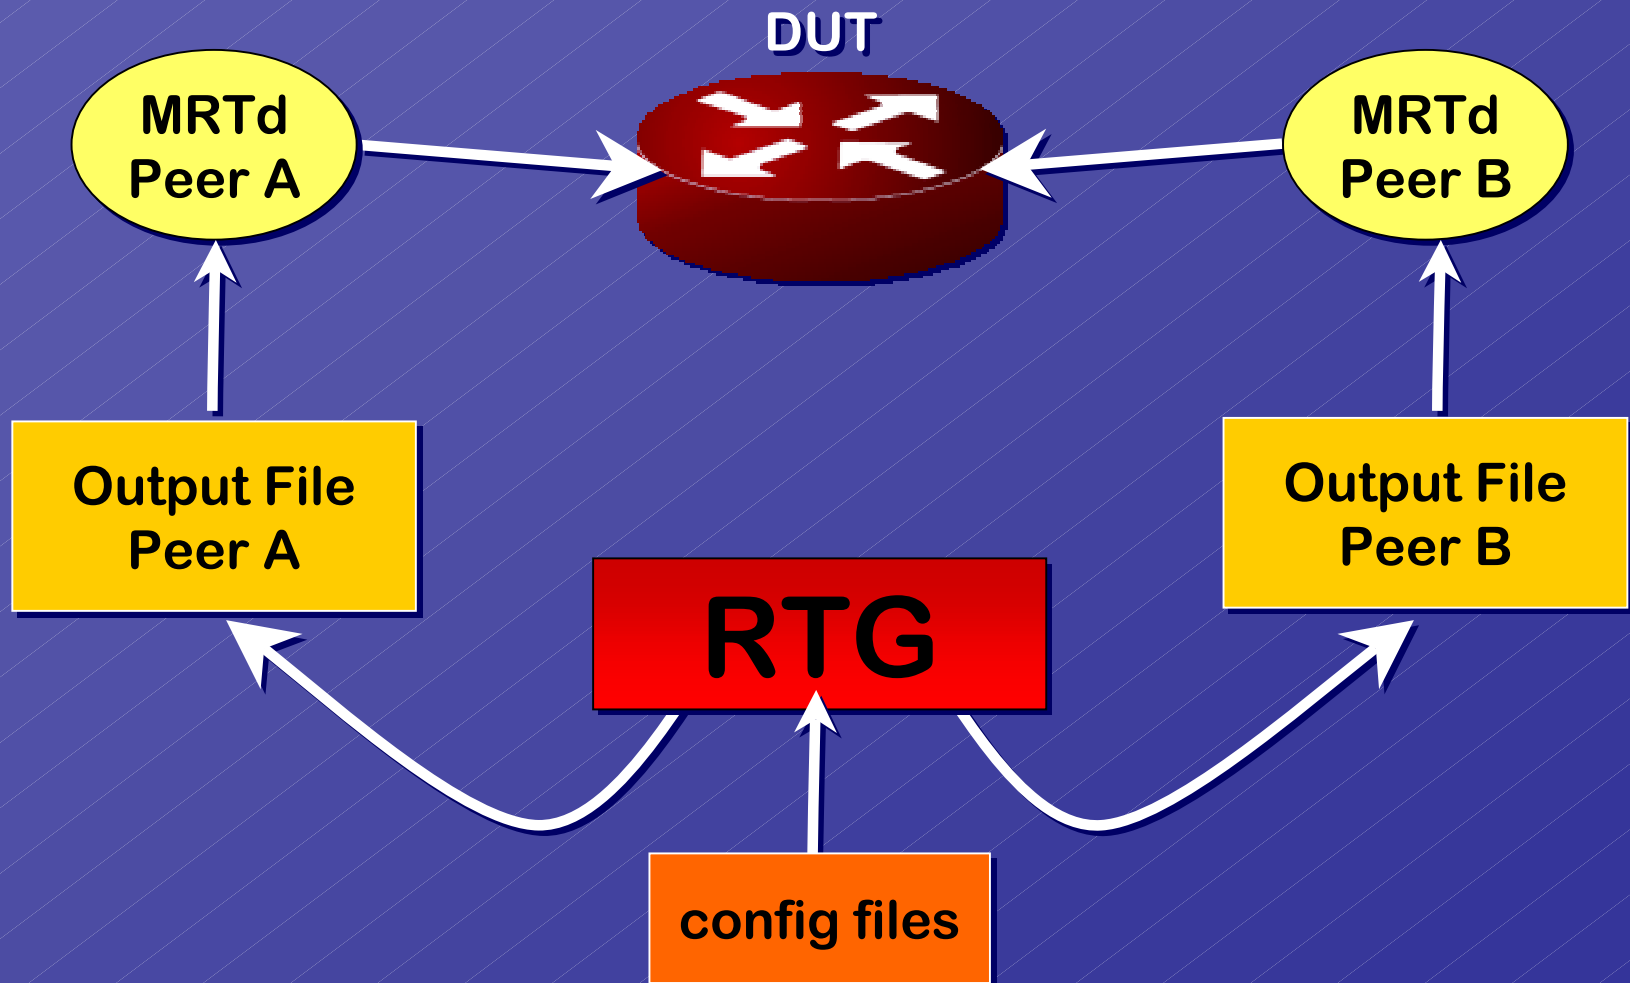 DUT
MRTd
Peer A
MRTd
Peer B
Output File
Peer A
Output File
Peer B
RTG
config files